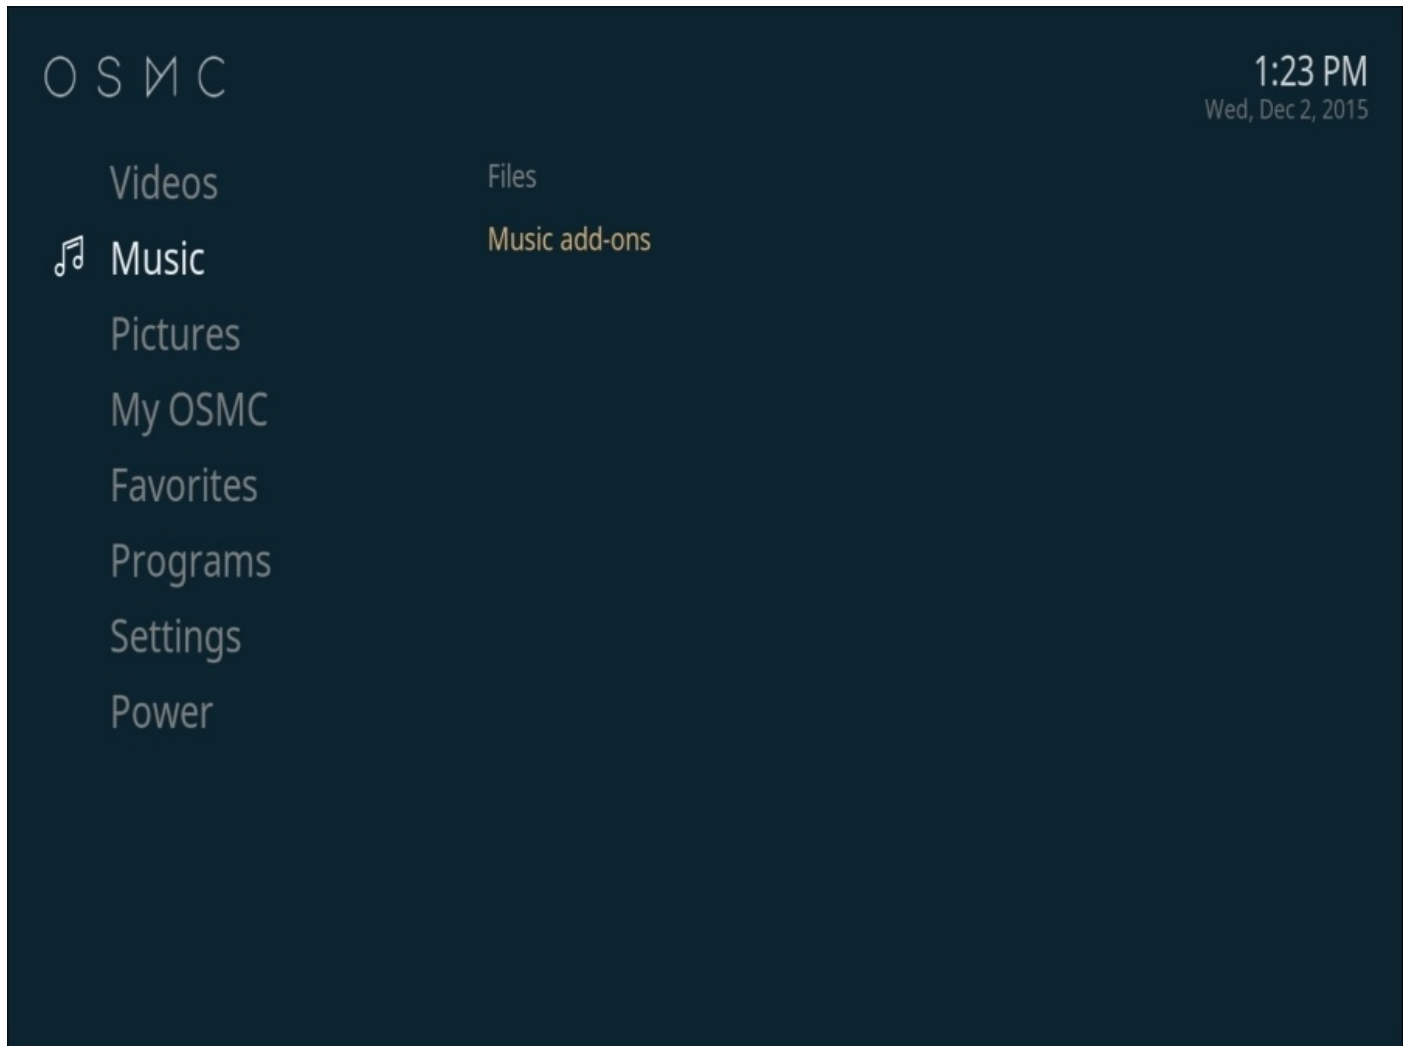 OSMC
1:23 PM
Wed, Dec 2, 2015
Videos
Files
Music
Music add-ons
Pictures
My OSMC
Favorites
Programs
Settings
Power